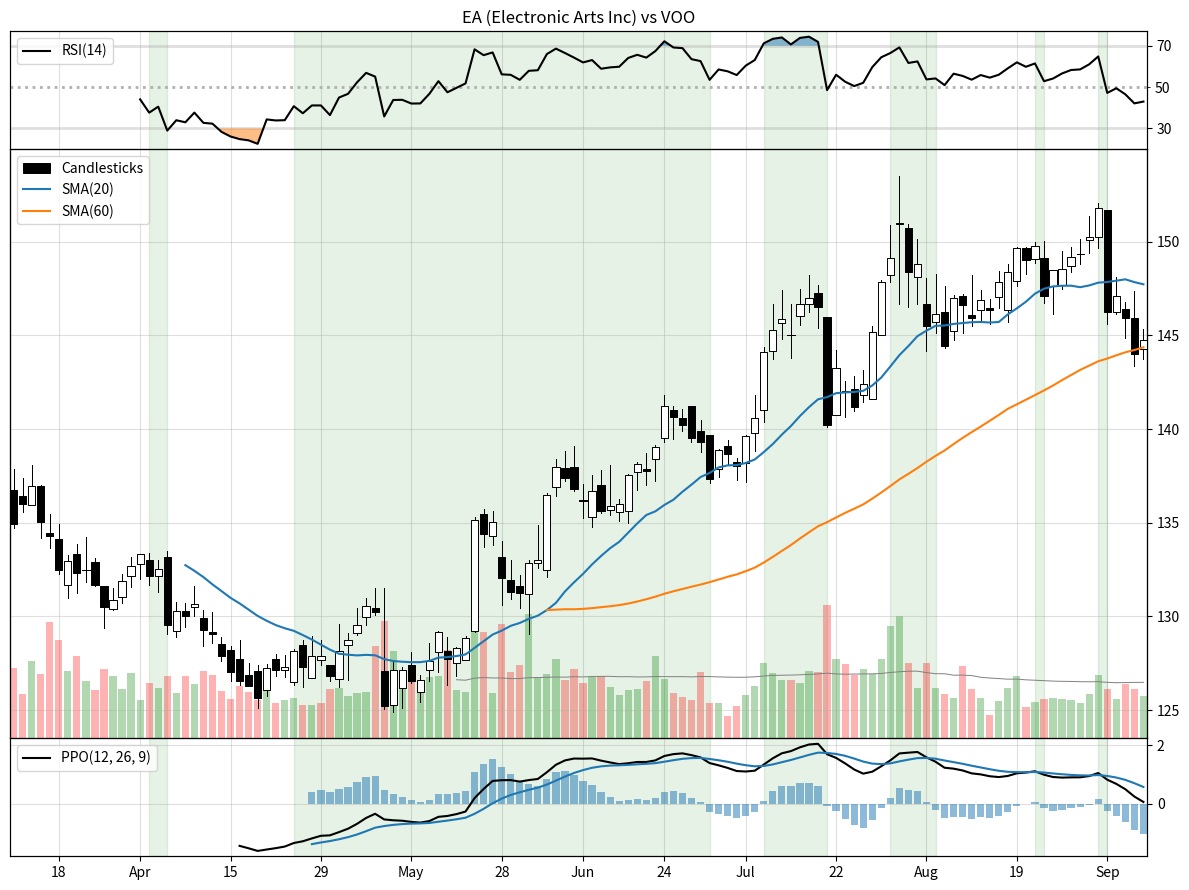 EA (Electronic Arts Inc) vs VOO
RSI(14)
70
50
30
Candlesticks
SMA(20)
SMA(60)
150
145
140
135
130
125
PPO(12, 26, 9)
2
0
18 Apr 15 29 May 28 Jun 24 Jul 22 Aug 19 Sep